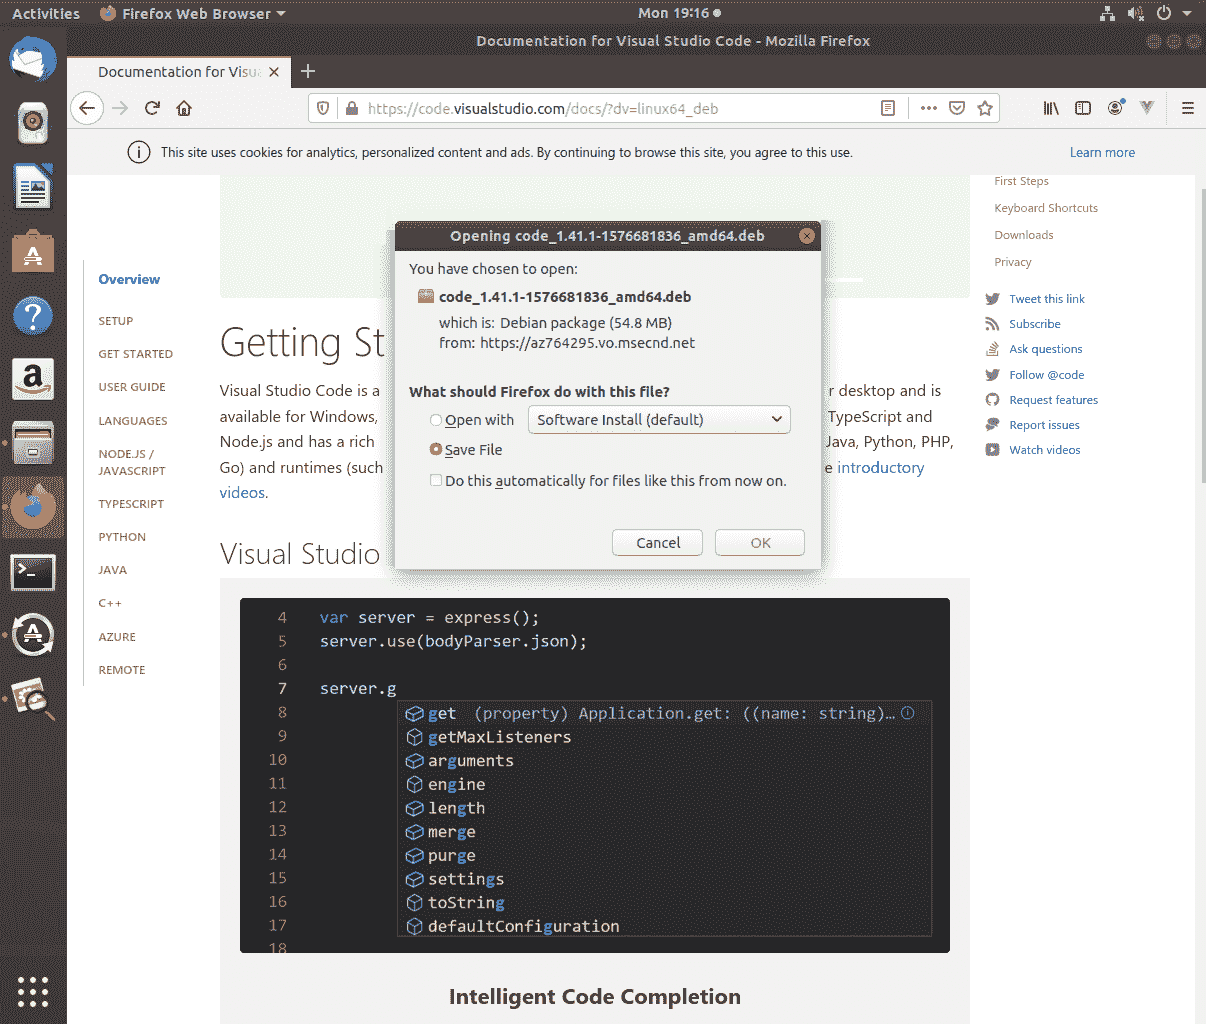 Activities
Firefox Web Browser
Mon 19:16
Documentation for Visual Studio Code - Mozilla Firefox
Documentation for Visu
https://code.visualstudio.com/docs/?dv=linux64_deb
This site uses cookies for analytics, personalized content and ads. By continuing to browse this site, you agree to this use.
Learn more
Overview
SETUP
GET STARTED
USER GUIDE
LANGUAGES
NODE.JS /
JAVASCRIPT
TYPESCRIPT
PYTHON
JAVA
C++
AZURE
REMOTE
Getting St
Visual Studio Code is a
r desktop and is
available for Windows,
TypeScript and
Node.js and has a rich
Java, Python, PHP,
Go) and runtimes (such
e introductory
videos.
Visual Studio
Opening code_1.41.1-1576681836_amd64.deb
You have chosen to open:
code_1.41.1-1576681836_amd64.deb
which is: Debian package (54.8 MB)
from: https://az764295.vo.msecnd.net
What should Firefox do with this file?
Open with
Software Install (default)
Save File
Do this automatically for files like this from now on.
Cancel
OK
First Steps
Keyboard Shortcuts
Downloads
Privacy
Tweet this link
Subscribe
Ask questions
Follow @code
Request features
Report issues
Watch videos
4 var server = express();
5 server.use(bodyParser.json);
6
7 server.g
8 get (property) Application.get: ((name: string)…
9 getMaxListeners
10 arguments
11 engine
12 length
13 merge
14 purge
15 settings
16 toString
17 defaultConfiguration
18
Intelligent Code Completion